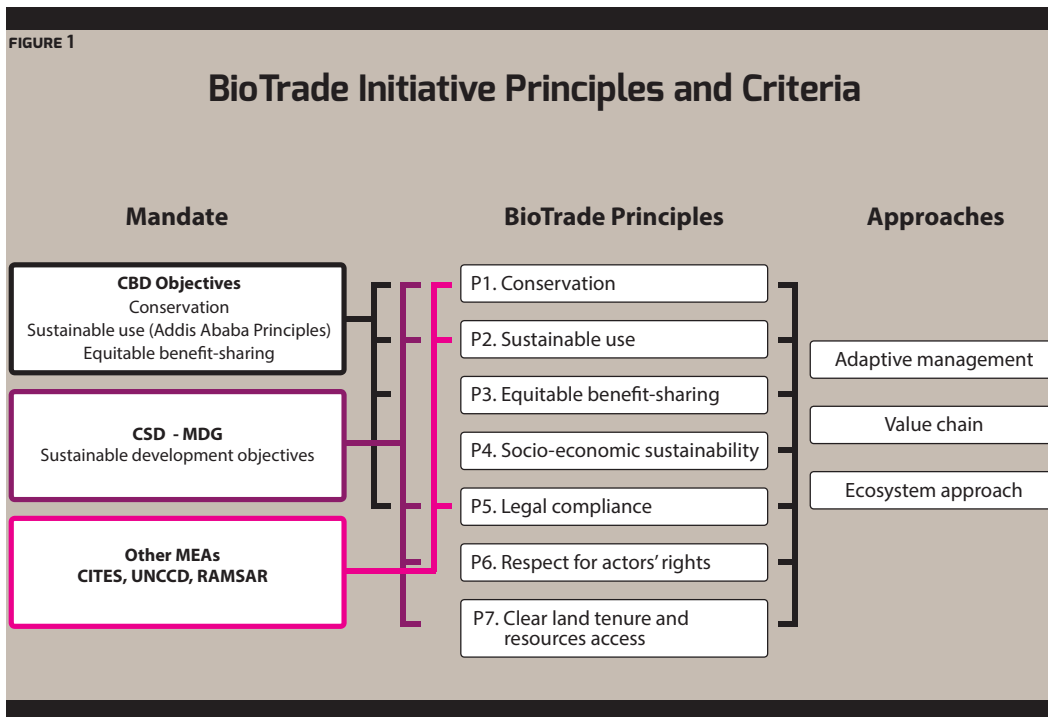 FIGURE 1
BioTrade Initiative Principles and Criteria
Mandate
CBD Objectives
Conservation
Sustainable use (Addis Ababa Principles)
Equitable benefit-sharing
CSD - MDG
Sustainable development objectives
Other MEAs
CITES, UNCCD, RAMSAR
BioTrade Principles
P1. Conservation
P2. Sustainable use
P3. Equitable benefit-sharing
P4. Socio-economic sustainability
P5. Legal compliance
P6. Respect for actors' rights
P7. Clear land tenure and
resources access
Approaches
Adaptive management
Value chain
Ecosystem approach